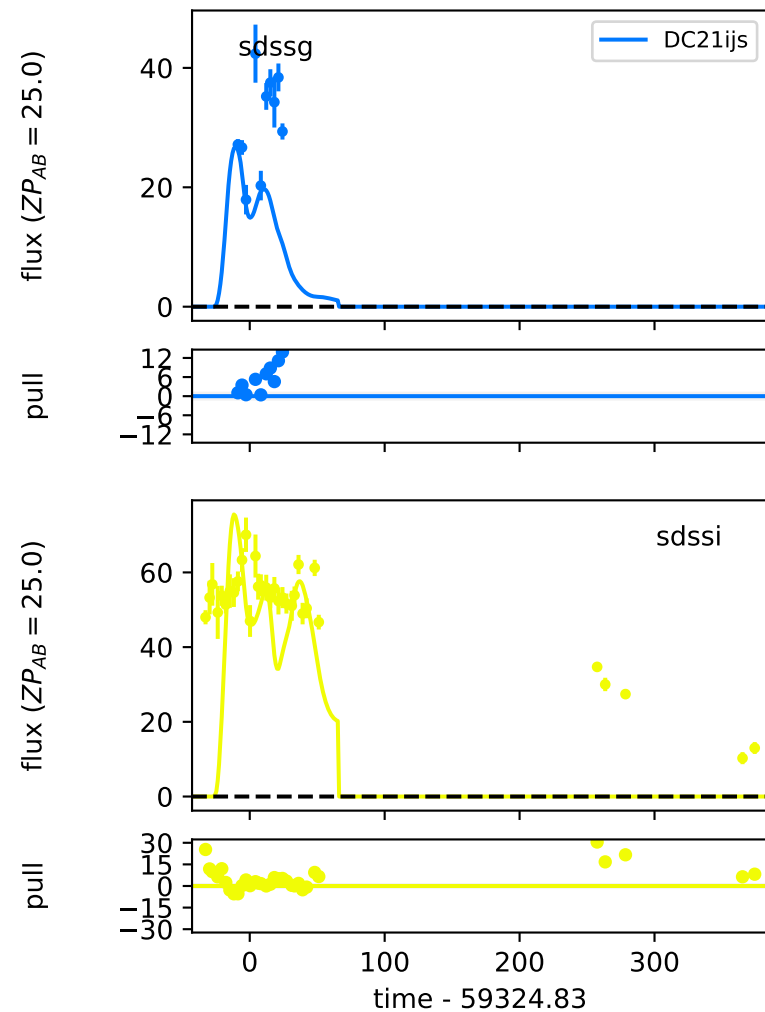 sdssg
DC21ijs
flux (ZP_AB = 25.0)
40
20
0
pull
12
6
0
−6
−12
sdssi
flux (ZP_AB = 25.0)
60
40
20
0
pull
30
15
0
−15
−30
0 100 200 300
time - 59324.83